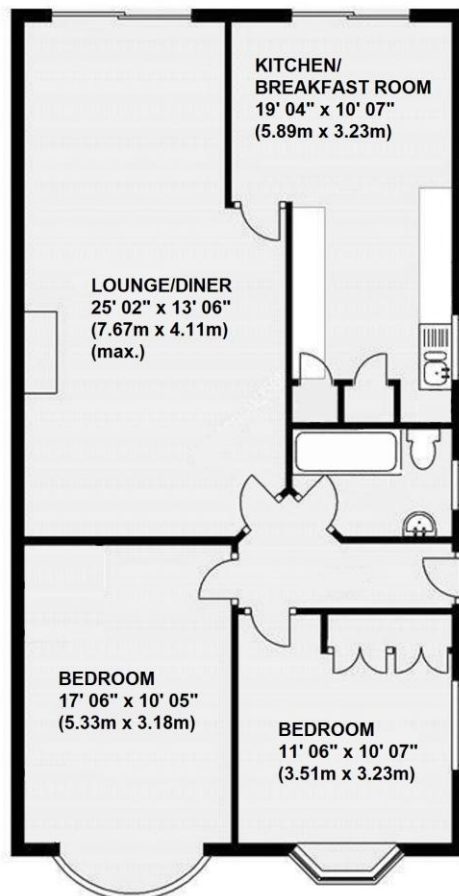 KITCHEN/
BREAKFAST ROOM
19' 04" x 10' 07"
(5.89m x 3.23m)
LOUNGE/DINER
25' 02" x 13' 06"
(7.67m x 4.11m)
(max.)
BEDROOM
17' 06" x 10' 05"
(5.33m x 3.18m)
BEDROOM
11' 06" x 10' 07"
(3.51m x 3.23m)